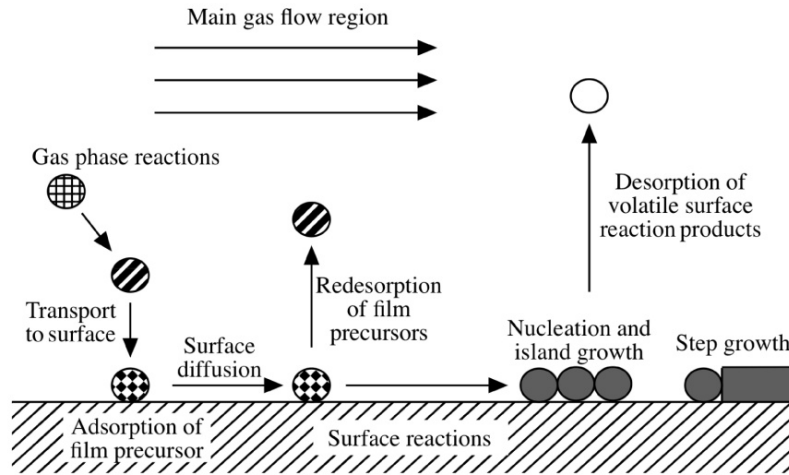 Main gas flow region
Gas phase reactions
Transport
to surface
Surface
diffusion
Redesorption
of film
precursors
Desorption of
volatile surface
reaction products
Nucleation and
island growth
Step growth
Adsorption of
film precursor
Surface reactions